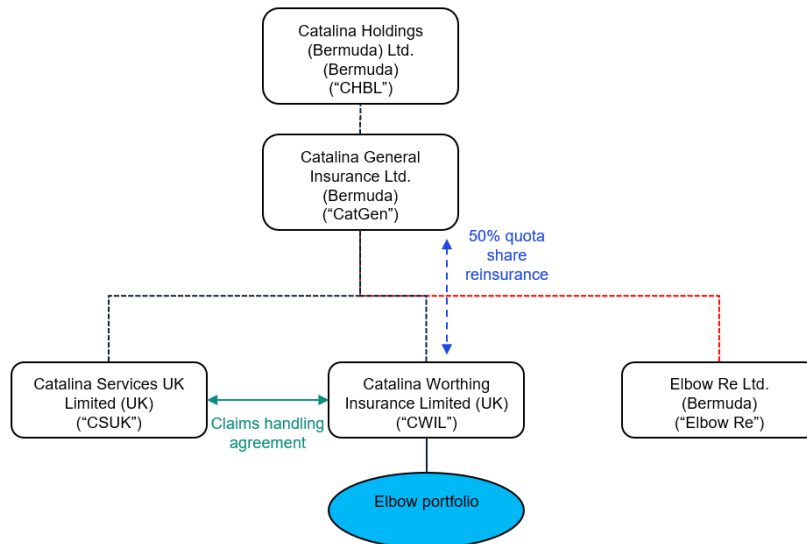 Catalina Holdings
(Bermuda) Ltd.
(Bermuda)
(“CHBL”)
Catalina General
Insurance Ltd.
(Bermuda)
(“CatGen”)
50% quota
share
reinsurance
Catalina Services UK
Limited (UK)
(“CSUK”)
Claims handling
agreement
Catalina Worthing
Insurance Limited (UK)
(“CWIL”)
Elbow Re Ltd.
(Bermuda)
(“Elbow Re”)
Elbow portfolio